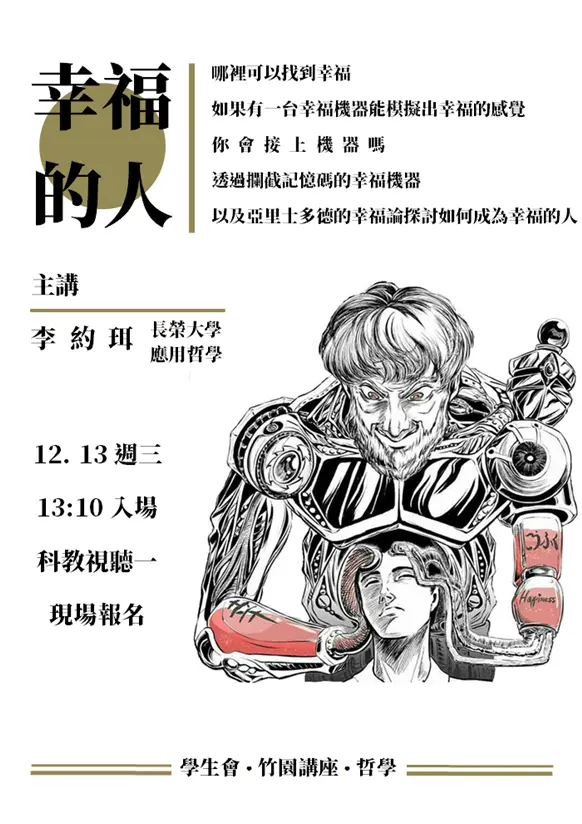 幸福
的人
哪裡可以找到幸福
如果有一台幸福機器能模擬出幸福的感覺
你會接上機器嗎
透過攔截記憶碼的幸福機器
以及亞里士多德的幸福論探討如何成為幸福的人
主講
李約珥
長榮大學
應用哲學
12. 13 週三
13:10 入場
科教視聽一
現場報名
こうふく
Happiness
學生會·竹園講座·哲學